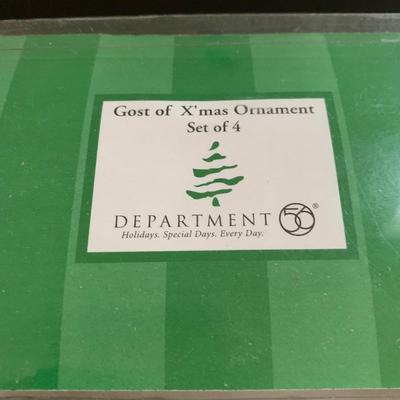 Gost of X'mas Ornament
Set of 4
DEPARTMENT 56®
Holidays. Special Days. Every Day.